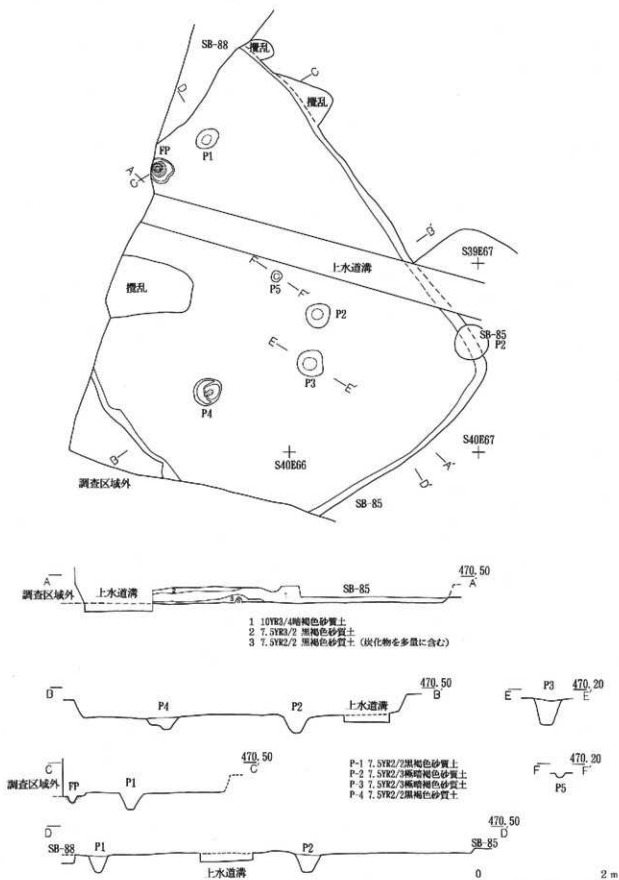 SB-88
攪乱
C
攪乱
D
P1
FP
A
C
B'
S39E67
上水道溝
F
P5
F'
攪乱
P2
SB-85
P2
E
P3
E'
P4
S40E66
S40E67
A'
D'
B
調査区域外
SB-85
A
調査区域外
上水道溝
SB-85
470.50
A'
1 10YR3/4暗褐色砂質土
2 7.5YR3/2 黒褐色砂質土
3 7.5YR2/2 黒褐色砂質土 (炭化物を多量に含む)
B
P4
P2
上水道溝
470.50
B'
E
P3
470.20
E'
C
調査区域外
FP
P1
470.50
C'
P-1 7.5YR2/2黒褐色砂質土
P-2 7.5YR2/3極暗褐色砂質土
P-3 7.5YR2/3極暗褐色砂質土
P-4 7.5YR2/2黒褐色砂質土
F
P5
470.20
F'
D
SB-88
P1
上水道溝
P2
470.50
D'
SB-85
0 2m